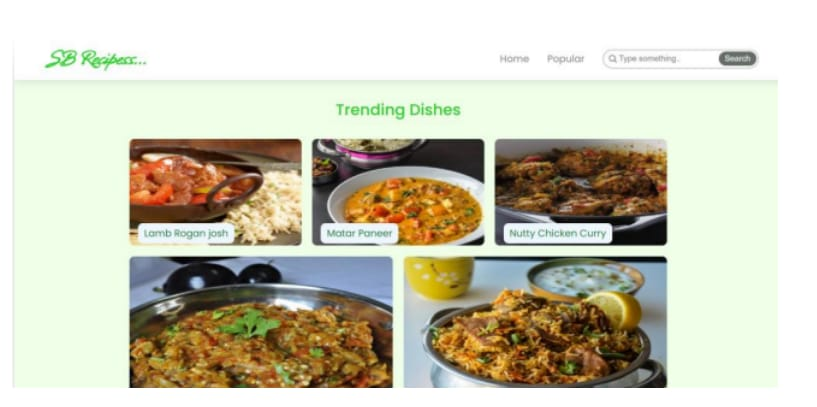 SB Recipess...
Home Popular Type something.. Search
Trending Dishes
Lamb Rogan josh Matar Paneer Nutty Chicken Curry